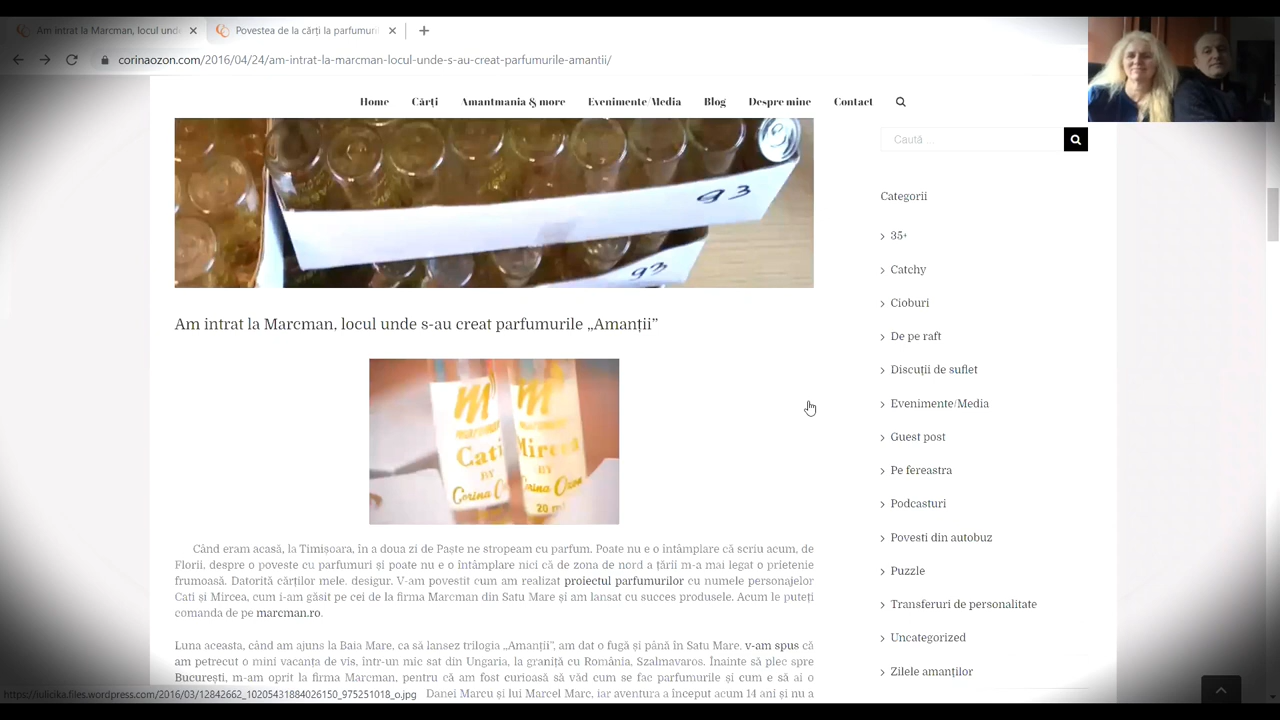 Am intrat la Marcman, locul unde
Povestea de la cărți la parfumuri
corinaozon.com/2016/04/24/am-intrat-la-marcman-locul-unde-s-au-creat-parfumurile-amantii/
Home Cărți Amantmania & more Evenimente/Media Blog Despre mine Contact
g3
g3
Am intrat la Marcman, locul unde s-au creat parfumurile „Amanții”
Cati BY Corina O
Mircea BY Corina Ozon
20 ml
Când eram acasă, la Timișoara, în a doua zi de Paște ne stropeam cu parfum. Poate nu e o întâmplare că scriu acum, de
Florii, despre o poveste cu parfumuri și poate nu e o întâmplare nici că de zona de nord a țării m-a mai legat o prietenie
frumoasă. Datorită cărților mele, desigur. V-am povestit cum am realizat proiectul parfumurilor cu numele personajelor
Cati și Mircea, cum i-am găsit pe cei de la firma Marcman din Satu Mare și am lansat cu succes produsele. Acum le puteți
comanda de pe marcman.ro.
Luna aceasta, când am ajuns la Baia Mare, ca să lansez trilogia „Amanții”, am dat o fugă și până în Satu Mare, v-am spus că
am petrecut o mini vacanța de vis, într-un mic sat din Ungaria, la graniță cu România, Szalmavaros. Înainte să plec spre
București, m-am oprit la firma Marcman, pentru că am fost curioasă să văd cum se fac parfumurile și cum e să ai o
Danei Marcu și lui Marcel Marc, iar aventura a început acum 14 ani și nu a
Caută ...
Categorii
35+
Catchy
Cioburi
De pe raft
Discuții de suflet
Evenimente/Media
Guest post
Pe fereastra
Podcasturi
Povesti din autobuz
Puzzle
Transferuri de personalitate
Uncategorized
Zilele amanților
https://iulicika.files.wordpress.com/2016/03/12842662_10205431884026150_975251018_o.jpg